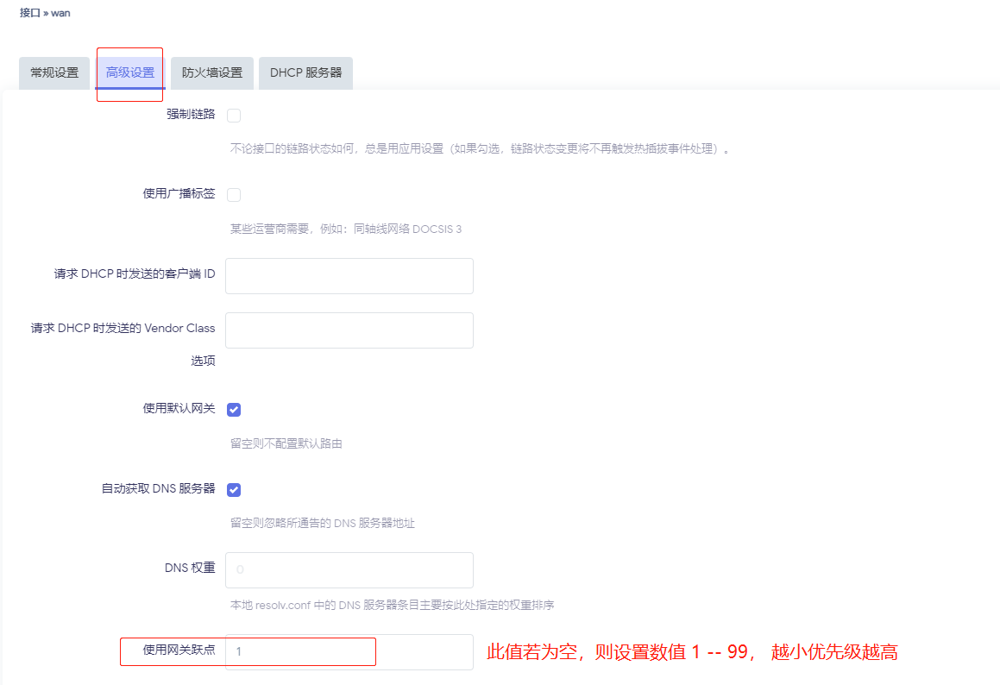 接口 » wan
常规设置 高级设置 防火墙设置 DHCP 服务器
强制链路
不论接口的链路状态如何，总是用应用设置（如果勾选，链路状态变更将不再触发热插拔事件处理）。
使用广播标签
某些运营商需要，例如：同轴线网络 DOCSIS 3
请求 DHCP 时发送的客户端 ID
请求 DHCP 时发送的 Vendor Class
选项
使用默认网关
留空则不配置默认路由
自动获取 DNS 服务器
留空则忽略所通告的 DNS 服务器地址
DNS 权重 0
本地 resolv.conf 中的 DNS 服务器条目主要按此处指定的权重排序
使用网关跃点 1 此值若为空，则设置数值 1 -- 99， 越小优先级越高